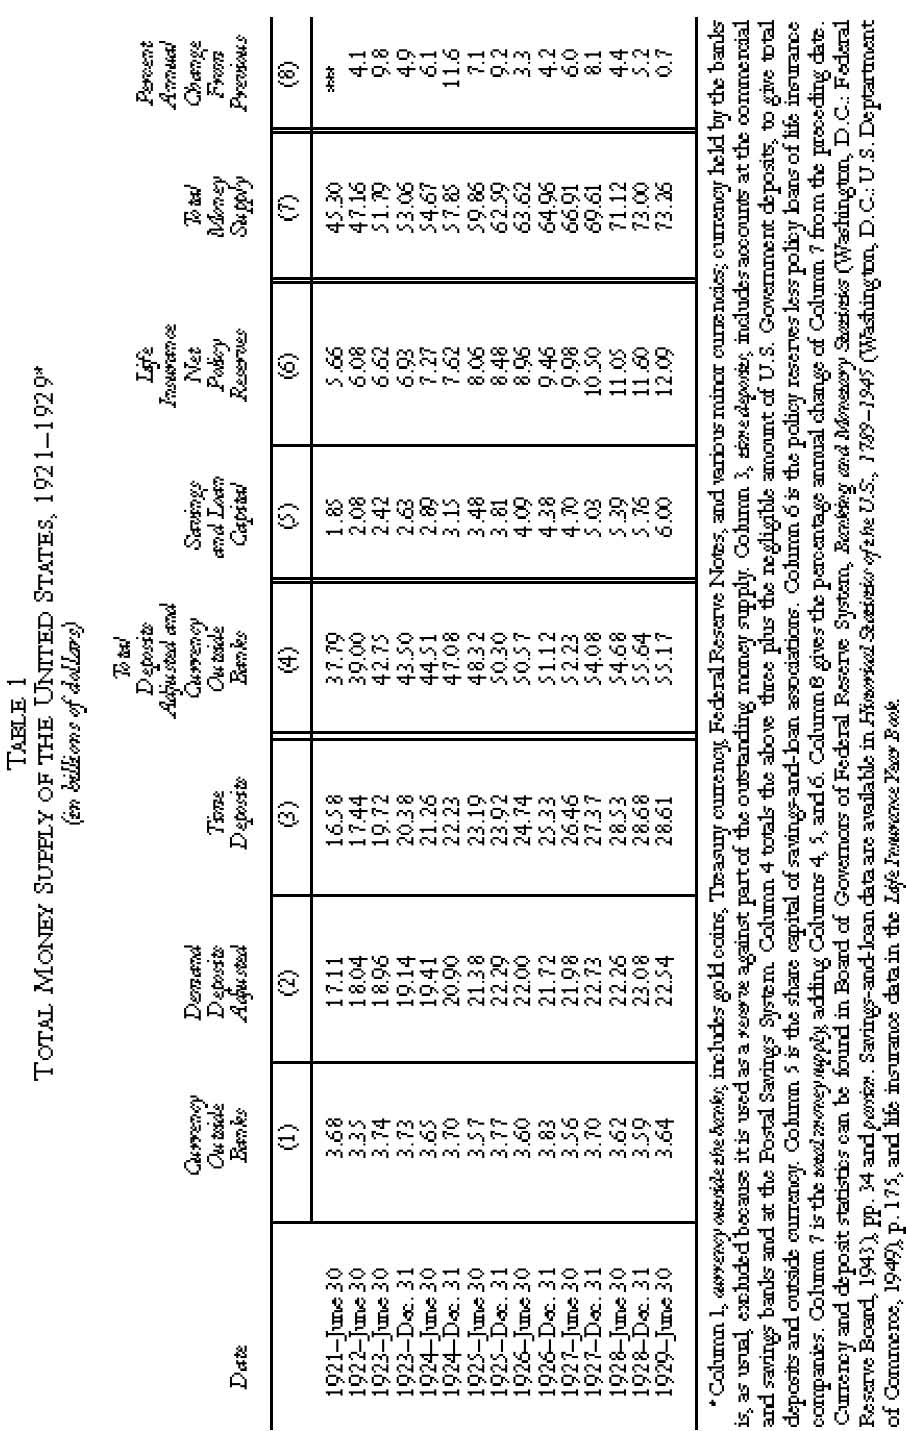 TABLE 1
TOTAL MONEY SUPPLY OF THE UNITED STATES, 1921–1929*
(in billions of dollars)
Date | Currency Outside Banks | Demand Deposits Adjusted | Time Deposits | Total Deposits Adjusted and Currency Outside Banks | Savings and Loan Capital | Life Insurance Net Policy Reserves | Total Money Supply | Percent Annual Change From Previous
(1) (2) (3) (4) (5) (6) (7) (8)
1921–June 30 3.68 17.11 16.58 37.79 1.85 5.66 45.30 ***
1922–June 30 3.35 18.04 17.44 39.00 2.08 6.08 47.16 4.1
1923–June 30 3.74 18.96 19.72 42.75 2.42 6.62 51.79 9.8
1923–Dec. 31 3.73 19.14 20.38 43.50 2.63 6.93 53.06 4.9
1924–June 30 3.65 19.41 21.26 44.51 2.89 7.27 54.67 6.1
1924–Dec. 31 3.70 20.90 22.23 47.08 3.15 7.62 57.85 11.6
1925–June 30 3.57 21.38 23.19 48.32 3.48 8.06 59.86 7.1
1925–Dec. 31 3.77 22.29 23.92 50.30 3.81 8.48 62.59 9.2
1926–June 30 3.60 22.00 24.74 50.57 4.09 8.96 63.62 3.3
1926–Dec. 31 3.83 21.72 25.33 51.12 4.38 9.46 64.96 4.2
1927–June 30 3.56 21.98 26.46 52.23 4.70 9.98 66.91 6.0
1927–Dec. 31 3.70 22.73 27.37 54.08 5.03 10.50 69.61 8.1
1928–June 30 3.62 22.26 28.53 54.68 5.39 11.05 71.12 4.4
1928–Dec. 31 3.59 23.08 28.68 55.64 5.76 11.60 73.00 5.2
1929–June 30 3.64 22.54 28.61 55.17 6.00 12.09 73.26 0.7
*Column 1, currency outside the banks, includes gold coins, Treasury currency, Federal Reserve Notes, and various minor currencies; currency held by the banks
is, as usual, excluded because it is used as a reserve against part of the outstanding money supply. Column 3, time deposits, includes accounts at the commercial
and savings banks and at the Postal Savings System. Column 4 totals the above three plus the negligible amount of U.S. Government deposits, to give total
deposits and outside currency. Column 5 is the share capital of savings-and-loan associations. Column 6 is the policy reserves less policy loans of life insurance
companies. Column 7 is the total money supply, adding Columns 4, 5, and 6. Column 8 gives the percentage annual change of Column 7 from the preceding date.
Currency and deposit statistics can be found in Board of Governors of Federal Reserve System, Banking and Monetary Statistics (Washington, D.C.: Federal
Reserve Board, 1943), pp. 34 and passim. Savings-and-loan data are available in Historical Statistics of the U.S., 1789–1945 (Washington, D.C.: U.S. Deptartment
of Commerce, 1949), p. 175, and life insurance data in the Life Insurance Year Book.